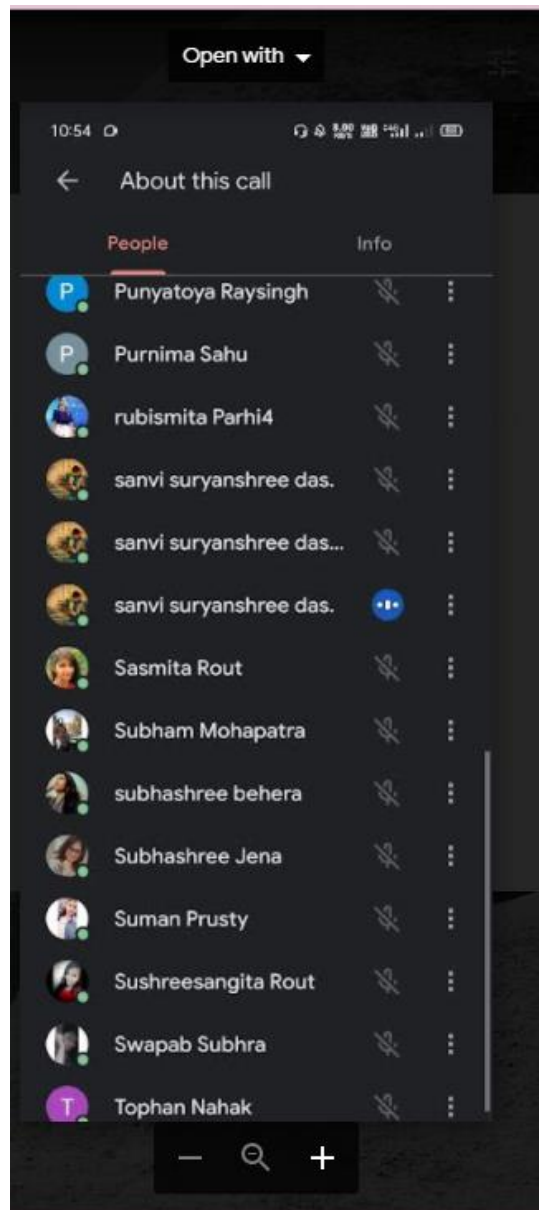 Open with
10:54
About this call
People Info
P Punyatoya Raysingh
P Purnima Sahu
rubismita Parhi4
sanvi suryanshree das.
sanvi suryanshree das...
sanvi suryanshree das.
Sasmita Rout
Subham Mohapatra
subhashree behera
Subhashree Jena
Suman Prusty
Sushreesangita Rout
Swapab Subhra
T Tophan Nahak